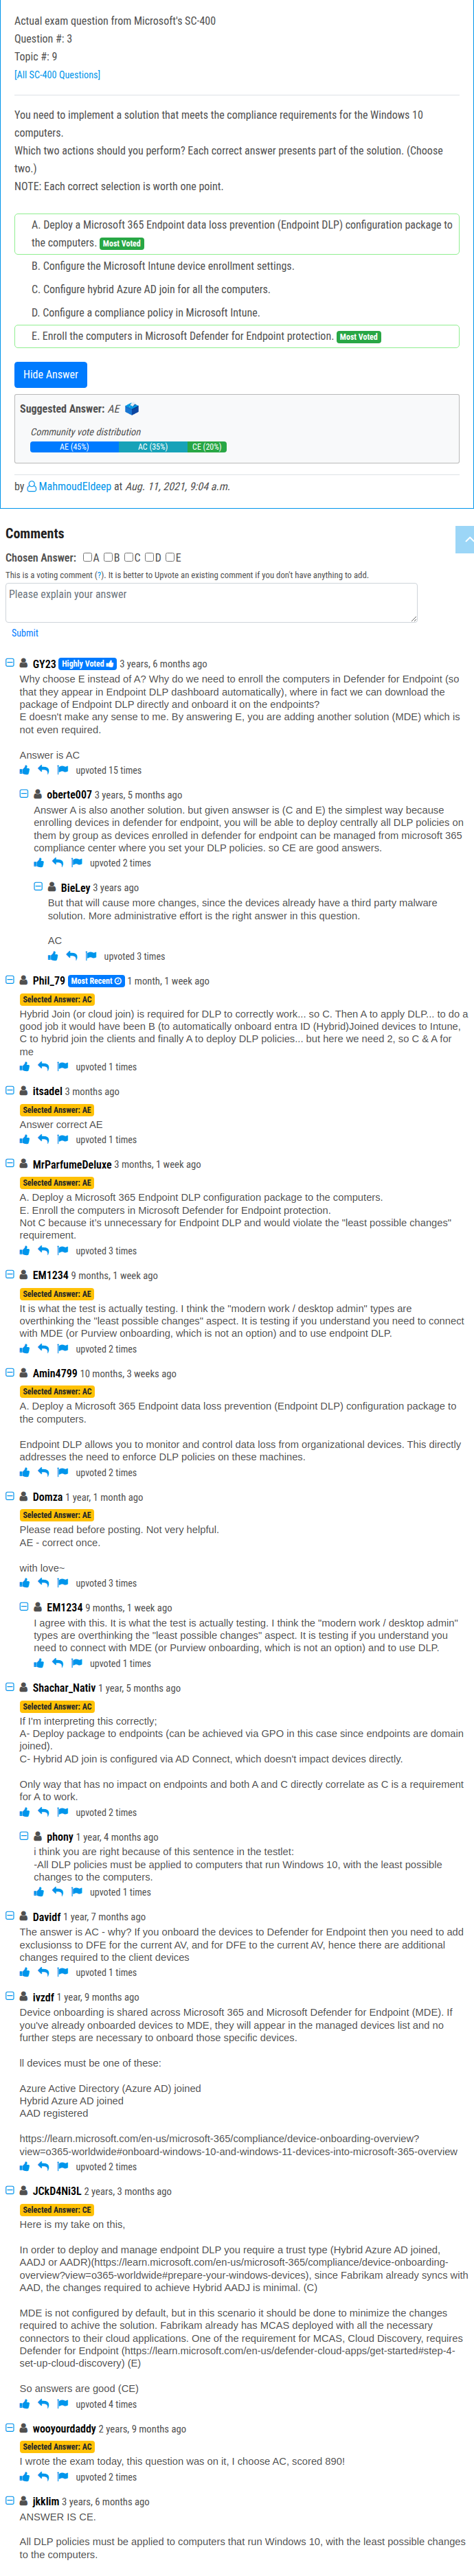 Actual exam question from Microsoft's SC-400
Question #: 3
Topic #: 9
[All SC-400 Questions]
You need to implement a solution that meets the compliance requirements for the Windows 10
computers.
Which two actions should you perform? Each correct answer presents part of the solution. (Choose
two.)
NOTE: Each correct selection is worth one point.
A. Deploy a Microsoft 365 Endpoint data loss prevention (Endpoint DLP) configuration package to
the computers. Most Voted
B. Configure the Microsoft Intune device enrollment settings.
C. Configure hybrid Azure AD join for all the computers.
D. Configure a compliance policy in Microsoft Intune.
E. Enroll the computers in Microsoft Defender for Endpoint protection. Most Voted
Hide Answer
Suggested Answer: AE
Community vote distribution
AE (45%) AC (35%) CE (20%)
by MahmoudEldeep at Aug. 11, 2021, 9:04 a.m.
Comments
Chosen Answer: A B C D E
This is a voting comment (?). It is better to Upvote an existing comment if you don't have anything to add.
Please explain your answer
Submit
GY23 Highly Voted 3 years, 6 months ago
Why choose E instead of A? Why do we need to enroll the computers in Defender for Endpoint (so
that they appear in Endpoint DLP dashboard automatically), where in fact we can download the
package of Endpoint DLP directly and onboard it on the endpoints?
E doesn't make any sense to me. By answering E, you are adding another solution (MDE) which is
not even required.
Answer is AC
upvoted 15 times
oberte007 3 years, 5 months ago
Answer A is also another solution. but given answser is (C and E) the simplest way because
enrolling devices in defender for endpoint, you will be able to deploy centrally all DLP policies on
them by group as devices enrolled in defender for endpoint can be managed from microsoft 365
compliance center where you set your DLP policies. so CE are good answers.
upvoted 2 times
BieLey 3 years ago
But that will cause more changes, since the devices already have a third party malware
solution. More administrative effort is the right answer in this question.
AC
upvoted 3 times
Phil_79 Most Recent 1 month, 1 week ago
Selected Answer: AC
Hybrid Join (or cloud join) is required for DLP to correctly work... so C. Then A to apply DLP... to do a
good job it would have been B (to automatically onboard entra ID (Hybrid)Joined devices to Intune,
C to hybrid join the clients and finally A to deploy DLP policies... but here we need 2, so C & A for
me
upvoted 1 times
itsadel 3 months ago
Selected Answer: AE
Answer correct AE
upvoted 1 times
MrParfumeDeluxe 3 months, 1 week ago
Selected Answer: AE
A. Deploy a Microsoft 365 Endpoint DLP configuration package to the computers.
E. Enroll the computers in Microsoft Defender for Endpoint protection.
Not C because it's unnecessary for Endpoint DLP and would violate the "least possible changes"
requirement.
upvoted 3 times
EM1234 9 months, 1 week ago
Selected Answer: AE
It is what the test is actually testing. I think the "modern work / desktop admin" types are
overthinking the "least possible changes" aspect. It is testing if you understand you need to connect
with MDE (or Purview onboarding, which is not an option) and to use endpoint DLP.
upvoted 2 times
Amin4799 10 months, 3 weeks ago
Selected Answer: AC
A. Deploy a Microsoft 365 Endpoint data loss prevention (Endpoint DLP) configuration package to
the computers.
Endpoint DLP allows you to monitor and control data loss from organizational devices. This directly
addresses the need to enforce DLP policies on these machines.
upvoted 2 times
Domza 1 year, 1 month ago
Selected Answer: AE
Please read before posting. Not very helpful.
AE - correct once.
with love~
upvoted 3 times
EM1234 9 months, 1 week ago
I agree with this. It is what the test is actually testing. I think the "modern work / desktop admin"
types are overthinking the "least possible changes" aspect. It is testing if you understand you
need to connect with MDE (or Purview onboarding, which is not an option) and to use DLP.
upvoted 1 times
Shachar_Nativ 1 year, 5 months ago
Selected Answer: AC
If I'm interpreting this correctly;
A- Deploy package to endpoints (can be achieved via GPO in this case since endpoints are domain
joined).
C- Hybrid AD join is configured via AD Connect, which doesn't impact devices directly.
Only way that has no impact on endpoints and both A and C directly correlate as C is a requirement
for A to work.
upvoted 2 times
phony 1 year, 4 months ago
i think you are right because of this sentence in the testlet:
-All DLP policies must be applied to computers that run Windows 10, with the least possible
changes to the computers.
upvoted 1 times
Davidf 1 year, 7 months ago
The answer is AC - why? If you onboard the devices to Defender for Endpoint then you need to add
exclusionss to DFE for the current AV, and for DFE to the current AV, hence there are additional
changes required to the client devices
upvoted 1 times
ivzdf 1 year, 9 months ago
Device onboarding is shared across Microsoft 365 and Microsoft Defender for Endpoint (MDE). If
you've already onboarded devices to MDE, they will appear in the managed devices list and no
further steps are necessary to onboard those specific devices.
ll devices must be one of these:
Azure Active Directory (Azure AD) joined
Hybrid Azure AD joined
AAD registered
https://learn.microsoft.com/en-us/microsoft-365/compliance/device-onboarding-overview?
view=o365-worldwide#onboard-windows-10-and-windows-11-devices-into-microsoft-365-overview
upvoted 2 times
JCkD4Ni3L 2 years, 3 months ago
Selected Answer: CE
Here is my take on this,
In order to deploy and manage endpoint DLP you require a trust type (Hybrid Azure AD joined,
AADJ or AADR)(https://learn.microsoft.com/en-us/microsoft-365/compliance/device-onboarding-
overview?view=o365-worldwide#prepare-your-windows-devices), since Fabrikam already syncs with
AAD, the changes required to achieve Hybrid AADJ is minimal. (C)
MDE is not configured by default, but in this scenario it should be done to minimize the changes
required to achive the solution. Fabrikam already has MCAS deployed with all the necessary
connectors to their cloud applications. One of the requirement for MCAS, Cloud Discovery, requires
Defender for Endpoint (https://learn.microsoft.com/en-us/defender-cloud-apps/get-started#step-4-
set-up-cloud-discovery) (E)
So answers are good (CE)
upvoted 4 times
wooyourdaddy 2 years, 9 months ago
Selected Answer: AC
I wrote the exam today, this question was on it, I choose AC, scored 890!
upvoted 2 times
jkklim 3 years, 6 months ago
ANSWER IS CE.
All DLP policies must be applied to computers that run Windows 10, with the least possible changes
to the computers.